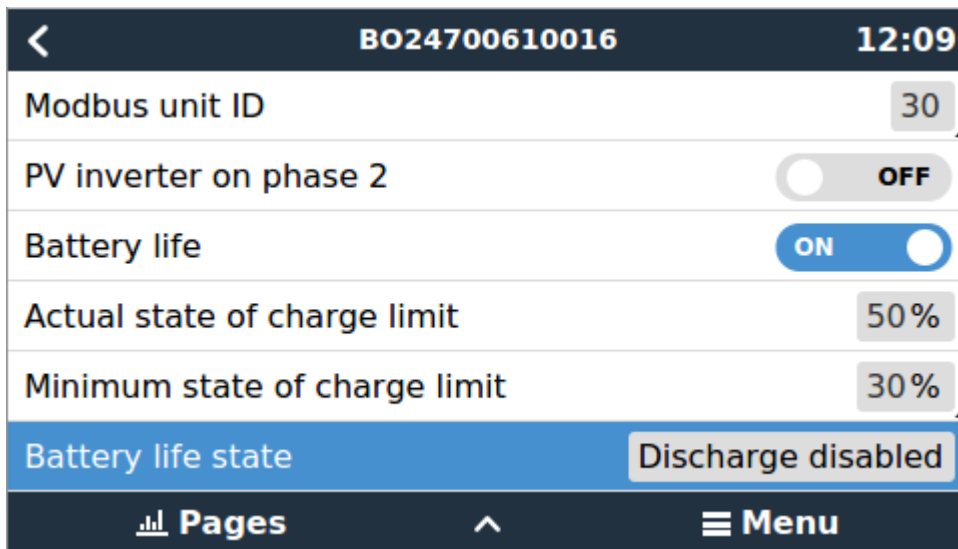 BO24700610016 12:09
Modbus unit ID 30
PV inverter on phase 2 OFF
Battery life ON
Actual state of charge limit 50%
Minimum state of charge limit 30%
Battery life state Discharge disabled
Pages Menu